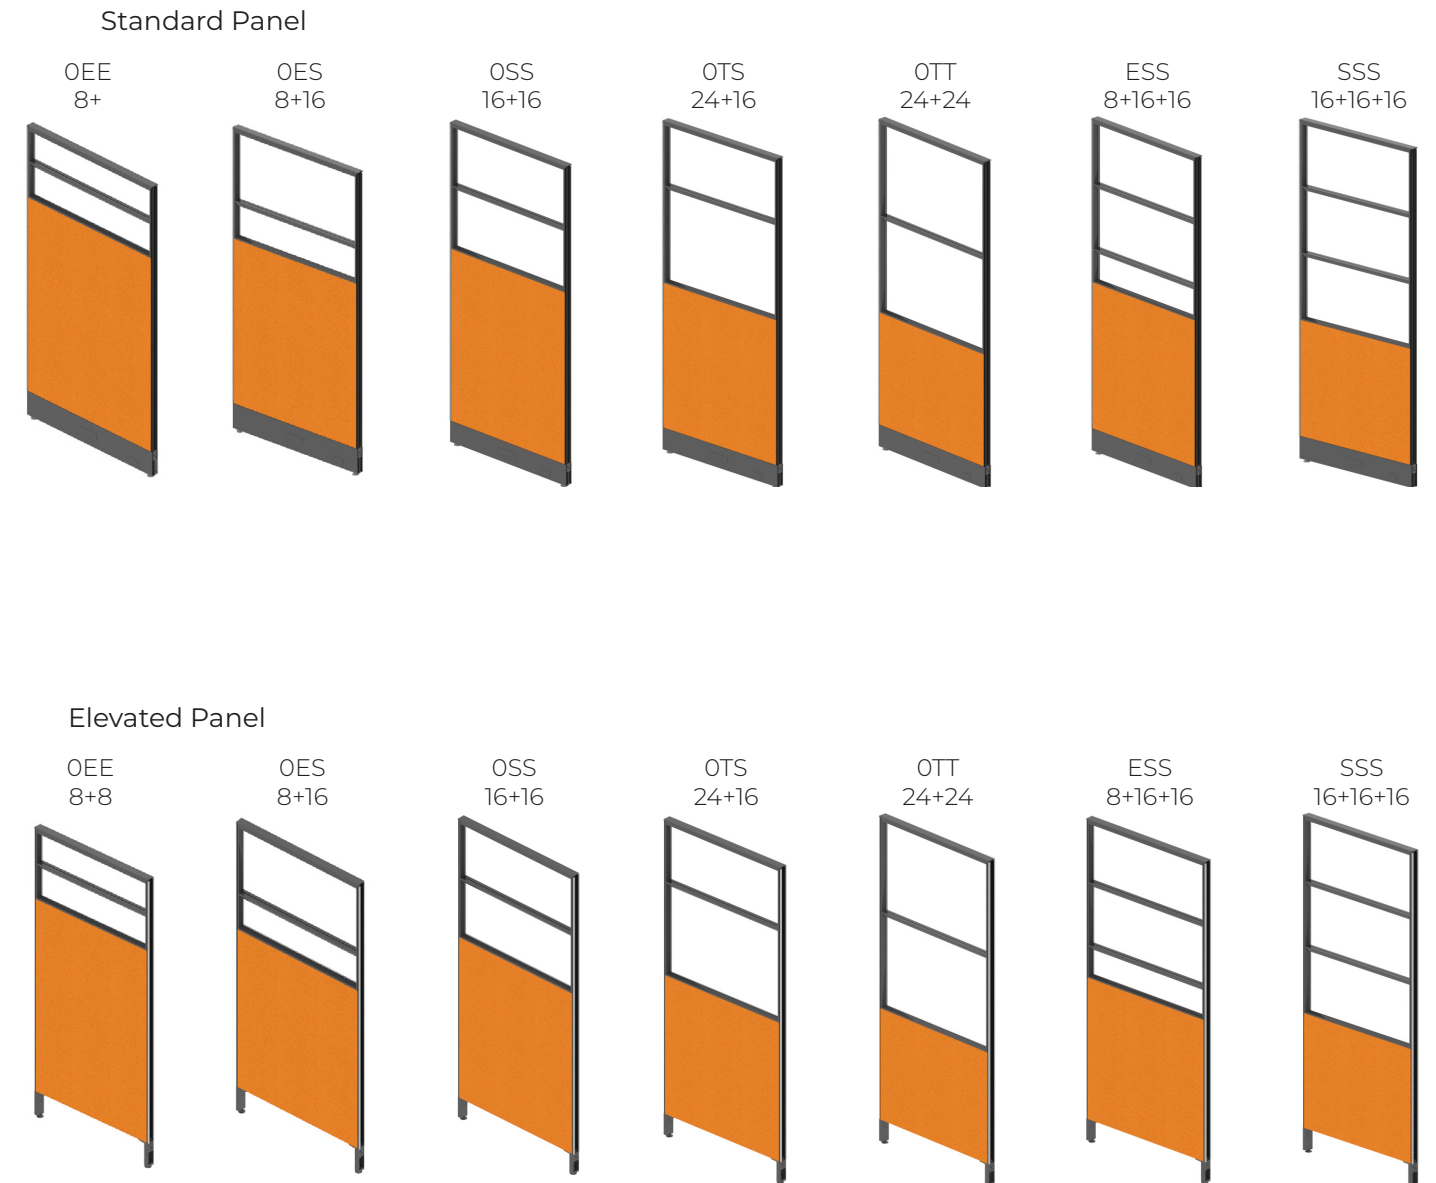 Standard Panel
0EE
8+
0ES
8+16
0SS
16+16
0TS
24+16
0TT
24+24
ESS
8+16+16
SSS
16+16+16
Elevated Panel
0EE
8+8
0ES
8+16
0SS
16+16
0TS
24+16
0TT
24+24
ESS
8+16+16
SSS
16+16+16